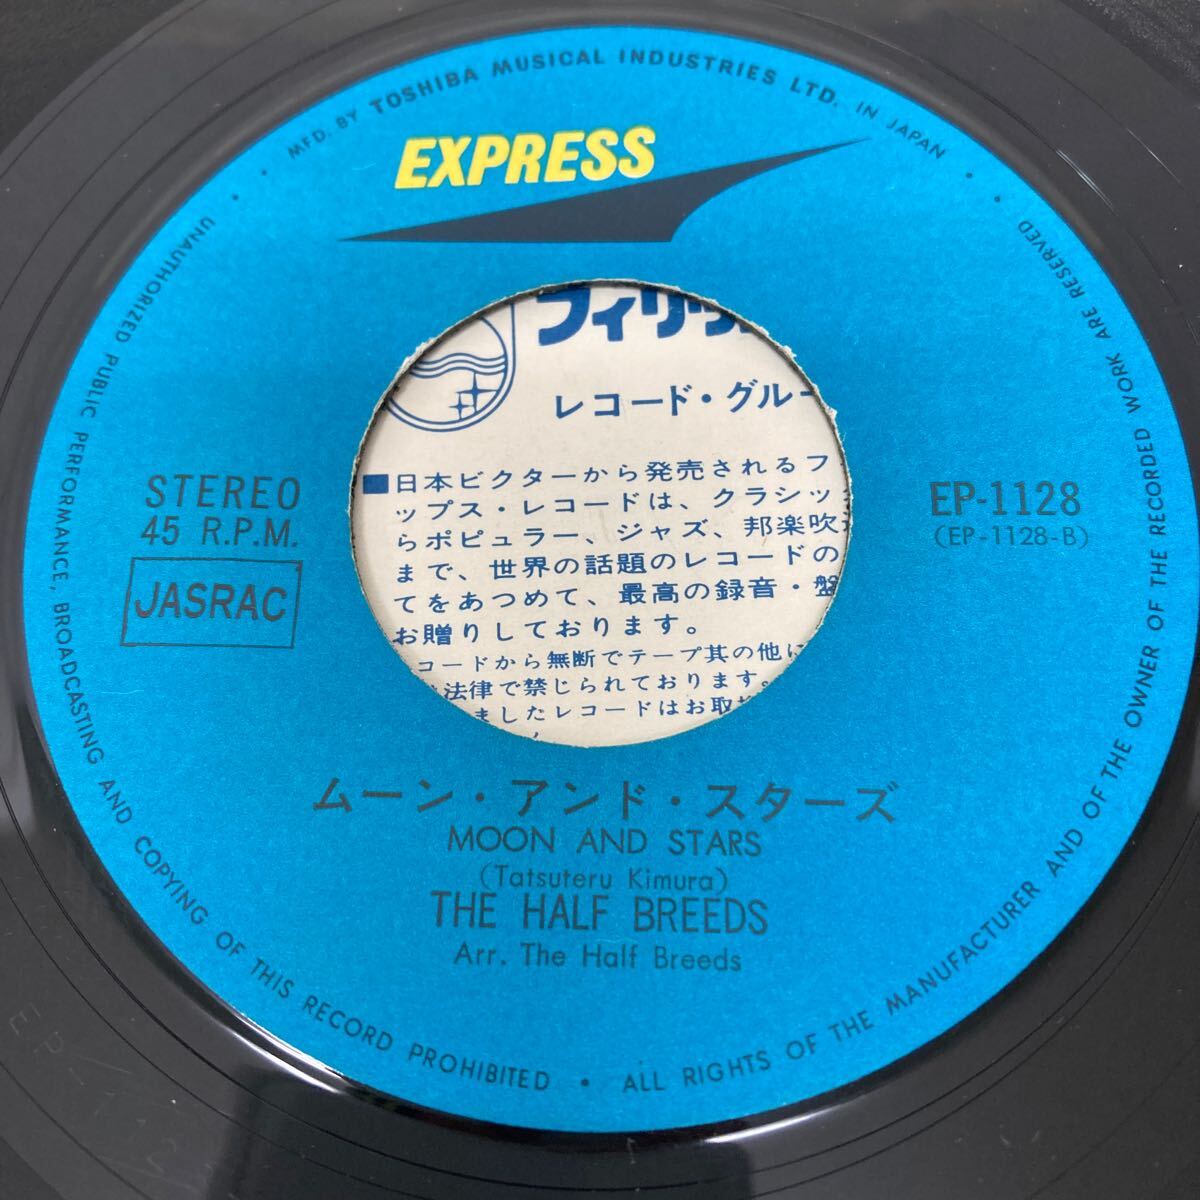 MFD. BY TOSHIBA MUSICAL INDUSTRIES LTD. IN JAPAN
EXPRESS
STEREO
45 R.P.M.
JASRAC
EP-1128
(EP-1128-B)
フィリッ
レコード・グルー
■日本ビクターから発売されるフ
ップス・レコードは、クラシッ
らポピュラー、ジャズ、邦楽吹
まで、世界の話題のレコードの
てをあつめて、最高の録音・盤
お贈りしております。
コードから無断でテープ其の他に
法律で禁じられております。
ましたレコードはお取
ムーン・アンド・スターズ
MOON AND STARS
(Tatsuteru Kimura)
THE HALF BREEDS
Arr. The Half Breeds
UNAUTHORIZED PUBLIC PERFORMANCE, BROADCASTING AND COPYING OF THIS RECORD PROHIBITED • ALL RIGHTS OF THE MANUFACTURER AND OF THE OWNER OF THE RECORDED WORK ARE RESERVED
EP